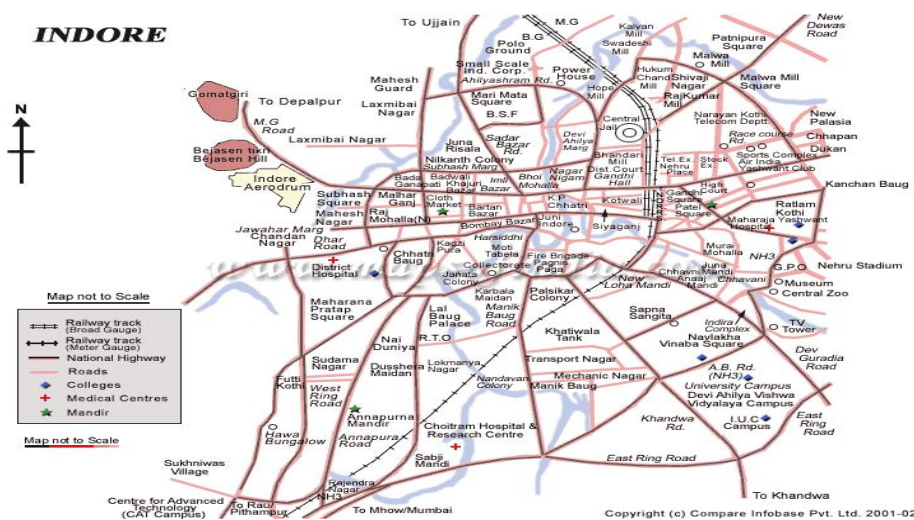 INDORE
N
To Ujjain
M.G
B.G
Polo
Ground
Small Scale
Ind. Corp.
Ahilyashram Rd.
Power
House
Kalyan
Mill
Swadeshi
Mill
Hope
Mill
Hukum
Chand
Mill
Patnipura
Square
Malwa
Mill
New
Dewas
Road
Shivaji
Nagar
Malwa Mill
Square
RajKumar
Mill
Gomatgiri
To Depalpur
M.G
Road
Mahesh
Guard
Laxmibai
Nagar
Laxmibai Nagar
Mari Mata
Square
B.S.F
Juna
Risala
Sadar
Bazar
Rd.
Devi
Ahilya
Marg
Central
Jail
Narayan Kothi
Telecom Deptt.
New
Palasia
Race course
Rd.
Chhapan
Dukan
Bejasen tikri
Bejasen Hill
Indore
Aerodrum
Nilkanth Colony
Subhash Marg
Bada
Ganapati
Badwali
Khajuri
Bazar
Imli
Bazar
Bhoi
Mohalla
Nagar
Nigam
Bhandari
Mill
Dist.Court
Gandhi
Hall
Tel.Ex.
Nehru
Place
Stock
Ex.
Sports Complex
Air India
Yashwant Club
High
Court
Kanchan Baug
Subhash
Square
Malhar
Ganj
Cloth
Market
Bartan
Bazar
K.P.
Chhatri
Kotwali
INDORE
Gandhi
Square
Patel
Square
Ratlam
Kothi
Maharaja Yashwant
Hospital
Mahesh
Nagar
Raj
Mohalla(N)
Bombay Bazar
Juni
Indore
Siyaganj
Jawahar Marg
Chandan
Nagar
Dhar
Road
Chhatri
Baug
Kagzi
Pura
Harsiddhi
Moti
Tabela
Collectorate
Fire Brigade
Pagnis
Paga
Murai
Mohalla
NH3
District
Hospital
Janata
Colony
New
Loha Mandi
Chhavni
Anaaj
Mandi
Juna
Mandi
Chhavani
G.P.O
Nehru Stadium
Museum
Central Zoo
Map not to Scale
Maharana
Pratap
Square
Lal
Baug
Palace
Karbala
Maidan
Manik
Baug
Road
Palsikar
Colony
Sapna
Sangita
Indira
Complex
TV
Tower
Railway track
(Broad Gauge)
Railway track
(Meter Gauge)
National Highway
Roads
Colleges
Medical Centres
Mandir
Map not to Scale
Nai
Duniya
R.T.O
Khatiwala
Tank
Navlakha
Vinaba Square
Dev
Guradia
Road
Sudama
Nagar
Dusshera
Maidan
Lokmanya
Nagar
Nandavan
Colony
Transport Nagar
Mechanic Nagar
Manik Baug
A.B. Rd.
(NH3)
University Campus
Devi Ahilya Vishwa
Vidyalaya Campus
Futti
Kothi
West
Ring
Road
Annapurna
Mandir
Annapura
Road
Hawa
Bungalow
Choitram Hospital &
Research Centre
Khandwa
Rd.
I.U.C
Campus
East
Ring
Road
Sabji
Mandi
East Ring Road
Sukhniwas
Village
Rajendra
Nagar
NH3
Centre for Advanced
Technology
(CAT Campus)
To Rau/
Pithampur
To Mhow/Mumbai
To Khandwa
Copyright (c) Compare Infobase Pvt. Ltd. 2001-02